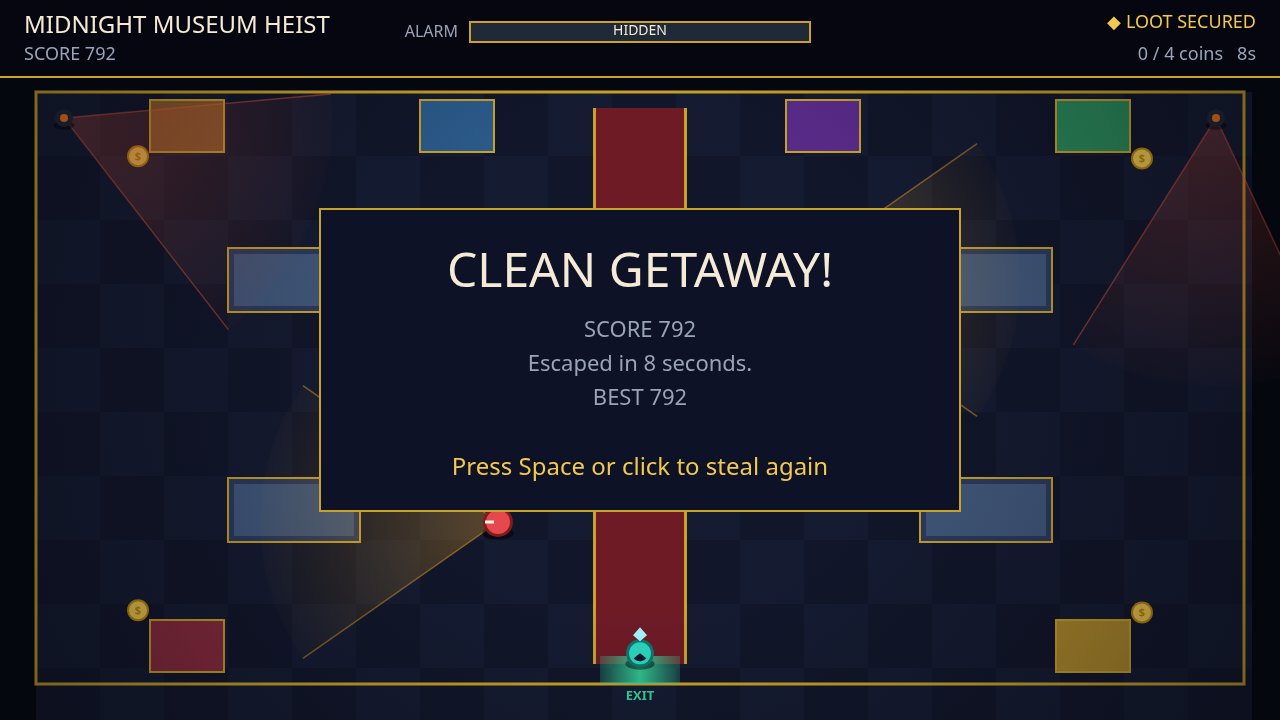 MIDNIGHT MUSEUM HEIST
SCORE 792
ALARM
HIDDEN
◆ LOOT SECURED
0 / 4 coins 8s
$
$
CLEAN GETAWAY!
SCORE 792
Escaped in 8 seconds.
BEST 792
Press Space or click to steal again
$
$
EXIT